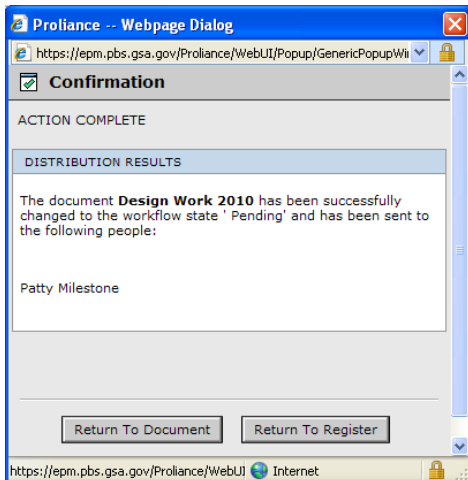 Proliance -- Webpage Dialog
https://epm.pbs.gsa.gov/Proliance/WebUI/Popup/GenericPopupWi
Confirmation
ACTION COMPLETE
DISTRIBUTION RESULTS
The document Design Work 2010 has been successfully
changed to the workflow state ' Pending' and has been sent to
the following people:
Patty Milestone
Return To Document Return To Register
https://epm.pbs.gsa.gov/Proliance/WebUI Internet